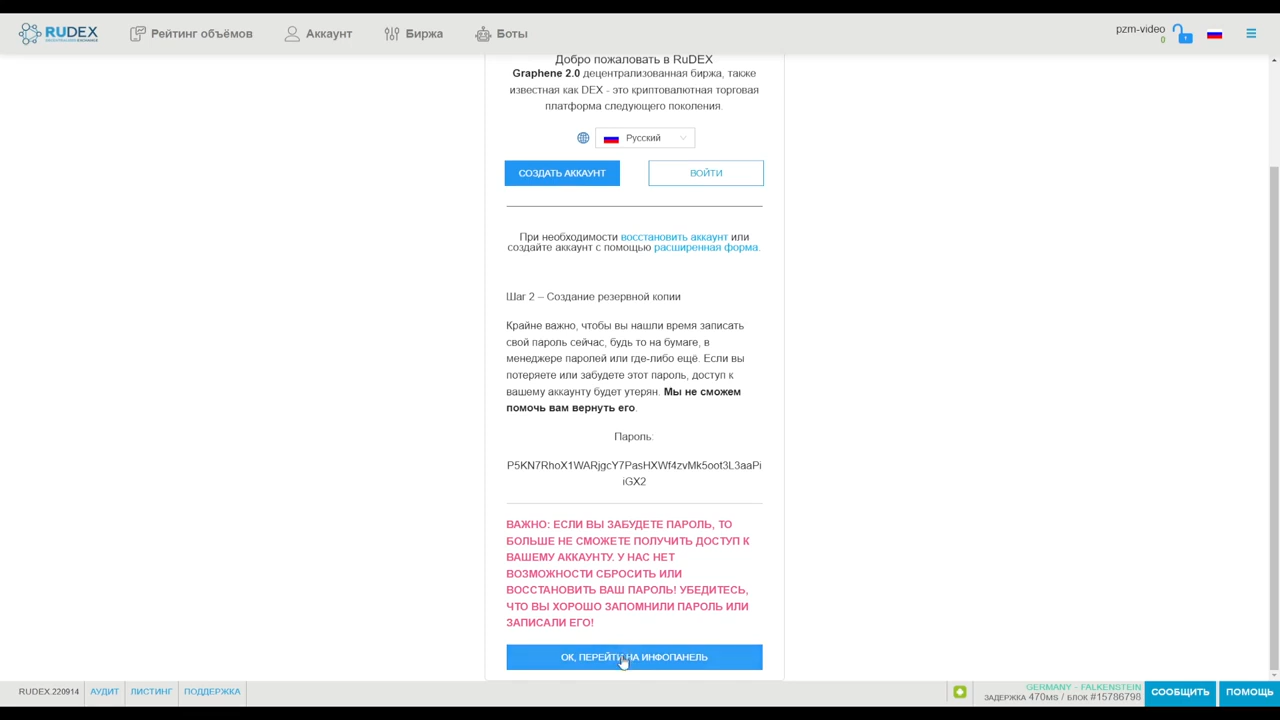 RUDEX
Рейтинг объёмов
Аккаунт
Биржа
Боты
pzm-video
0
Добро пожаловать в RuDEX
Graphene 2.0 децентрализованная биржа, также
известная как DEX - это криптовалютная торговая
платформа следующего поколения.
Русский
СОЗДАТЬ АККАУНТ
ВОЙТИ
При необходимости восстановить аккаунт или
создайте аккаунт с помощью расширенная форма.
Шаг 2 – Создание резервной копии
Крайне важно, чтобы вы нашли время записать
свой пароль сейчас, будь то на бумаге, в
менеджере паролей или где-либо ещё. Если вы
потеряете или забудете этот пароль, доступ к
вашему аккаунту будет утерян. Мы не сможем
помочь вам вернуть его.
Пароль:
P5KN7RhoX1WARjgcY7PasHXWf4zvMk5oot3L3aaPi
iGX2
ВАЖНО: ЕСЛИ ВЫ ЗАБУДЕТЕ ПАРОЛЬ, ТО
БОЛЬШЕ НЕ СМОЖЕТЕ ПОЛУЧИТЬ ДОСТУП К
ВАШЕМУ АККАУНТУ. У НАС НЕТ
ВОЗМОЖНОСТИ СБРОСИТЬ ИЛИ
ВОССТАНОВИТЬ ВАШ ПАРОЛЬ! УБЕДИТЕСЬ,
ЧТО ВЫ ХОРОШО ЗАПОМНИЛИ ПАРОЛЬ ИЛИ
ЗАПИСАЛИ ЕГО!
ОК, ПЕРЕЙТИ НА ИНФОПАНЕЛЬ
RUDEX.220914
АУДИТ
ЛИСТИНГ
ПОДДЕРЖКА
GERMANY - FALKENSTEIN
ЗАДЕРЖКА 470MS / БЛОК #15786798
СООБЩИТЬ
ПОМОЩЬ